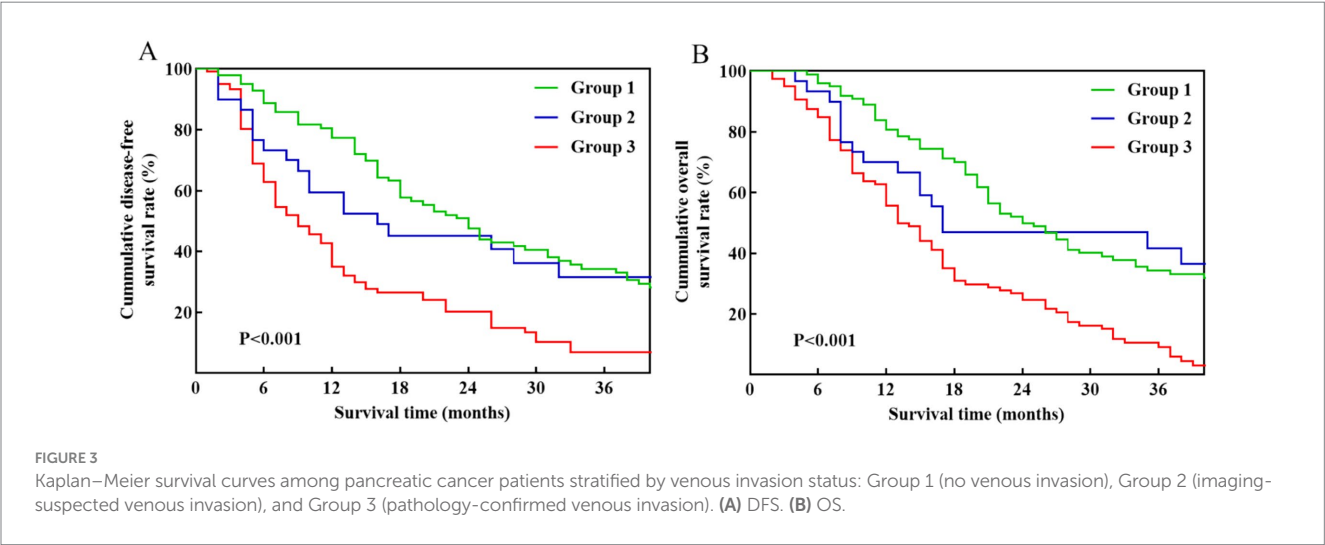 A
Cummulative disease-free
survival rate (%)
100
80
60
40
20
Group 1
Group 2
Group 3
P<0.001
0 6 12 18 24 30 36
Survival time (months)
B
Cummulative overall
survival rate (%)
100
80
60
40
20
Group 1
Group 2
Group 3
P<0.001
0 6 12 18 24 30 36
Survival time (months)
FIGURE 3
Kaplan–Meier survival curves among pancreatic cancer patients stratified by venous invasion status: Group 1 (no venous invasion), Group 2 (imaging-
suspected venous invasion), and Group 3 (pathology-confirmed venous invasion). (A) DFS. (B) OS.